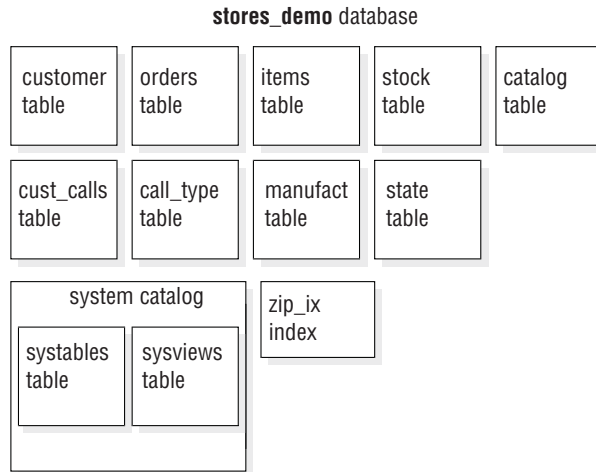 stores_demo database
customer table
orders table
items table
stock table
catalog table
cust_calls table
call_type table
manufact table
state table
system catalog
systables table
sysviews table
zip_ix index